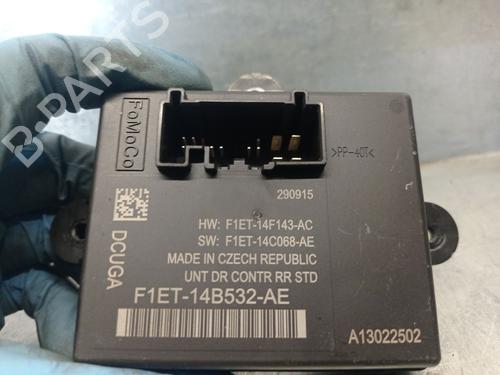 B-PARTS
FoMoCo
>PP-40T<
290915
HW: F1ET-14F143-AC
SW: F1ET-14C068-AE
MADE IN CZECH REPUBLIC
UNT DR CONTR RR STD
DCUGA
F1ET-14B532-AE
A13022502